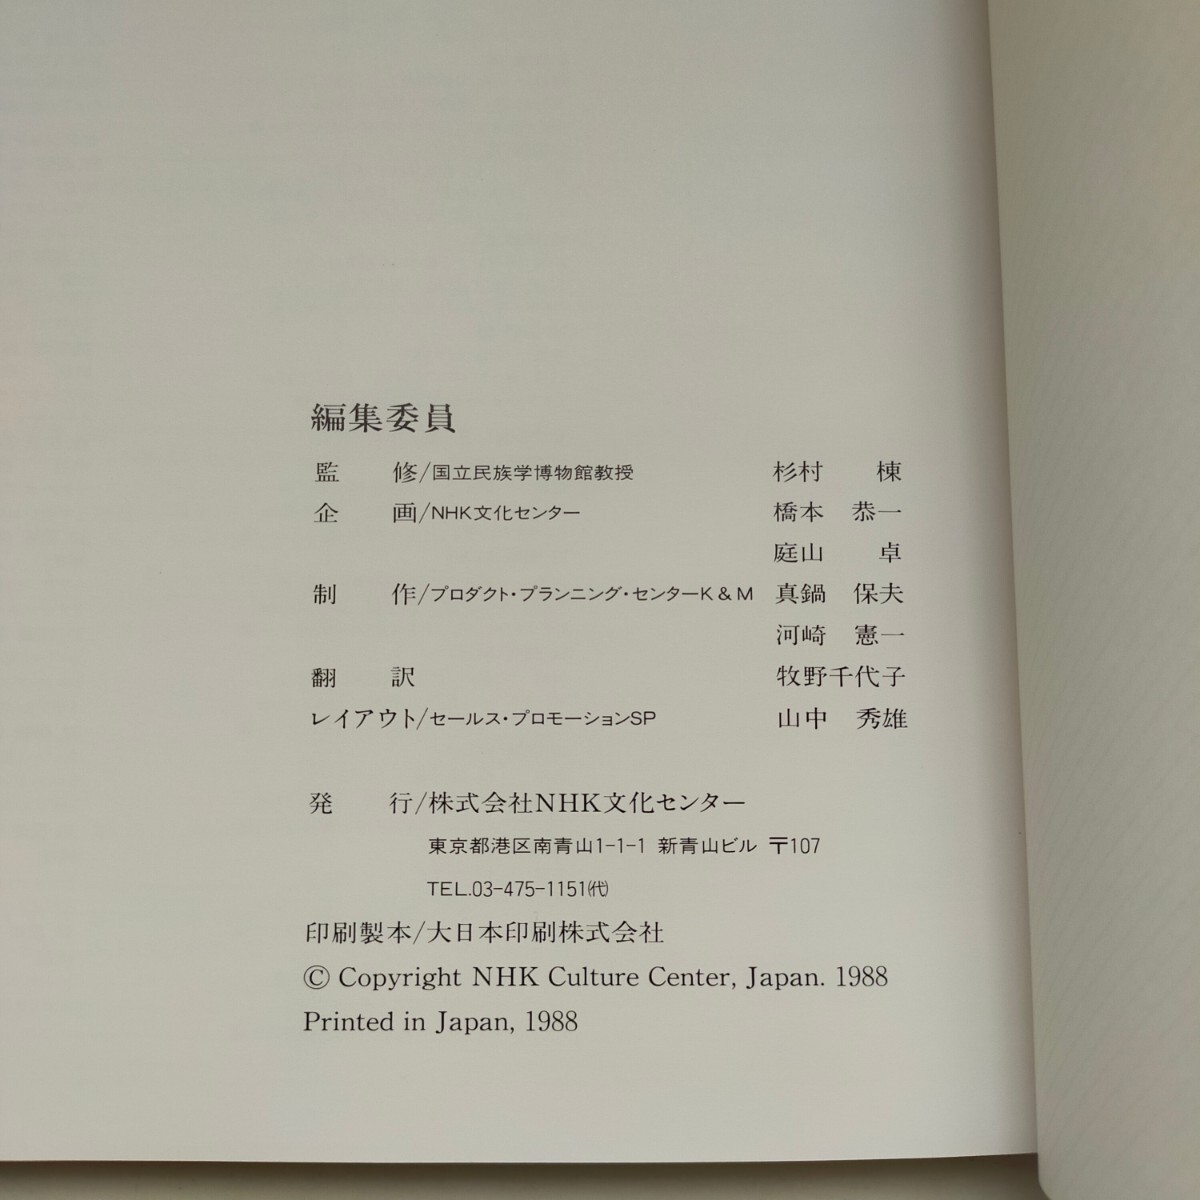 編集委員
監　　修/国立民族学博物館教授　杉村　　棟
企　　画/NHK文化センター　橋本　恭一
庭山　　卓
制　　作/プロダクト・プランニング・センターK & M　真鍋　保夫
河崎　憲一
翻　　訳　牧野千代子
レイアウト/セールス・プロモーションSP　山中　秀雄
発　　行/株式会社NHK文化センター
東京都港区南青山1-1-1 新青山ビル 〒107
TEL.03-475-1151㈹
印刷製本/大日本印刷株式会社
© Copyright NHK Culture Center, Japan. 1988
Printed in Japan, 1988